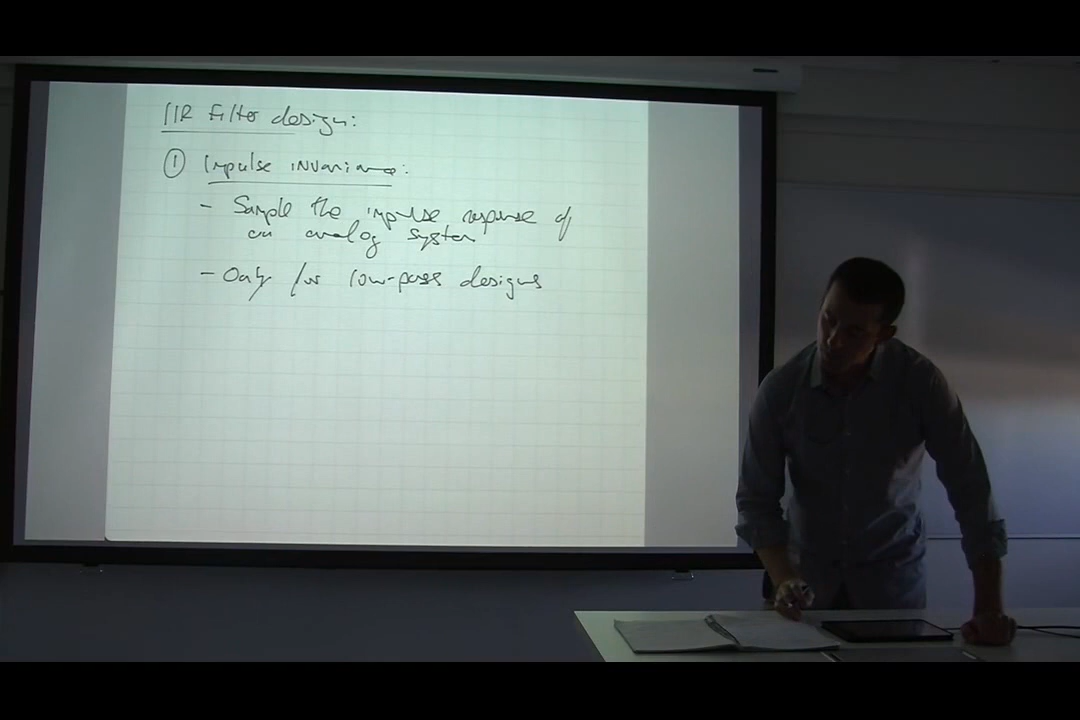 IIR Filter design:
① Impulse invariance:
- Sample the impulse response of
an analog system
- Only for low-pass designs